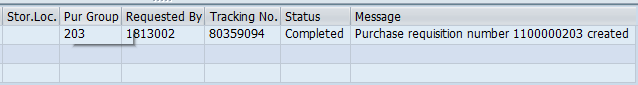 Stor.Loc. Pur Group Requested By Tracking No. Status Message
203 1813002 80359094 Completed Purchase requisition number 1100000203 created